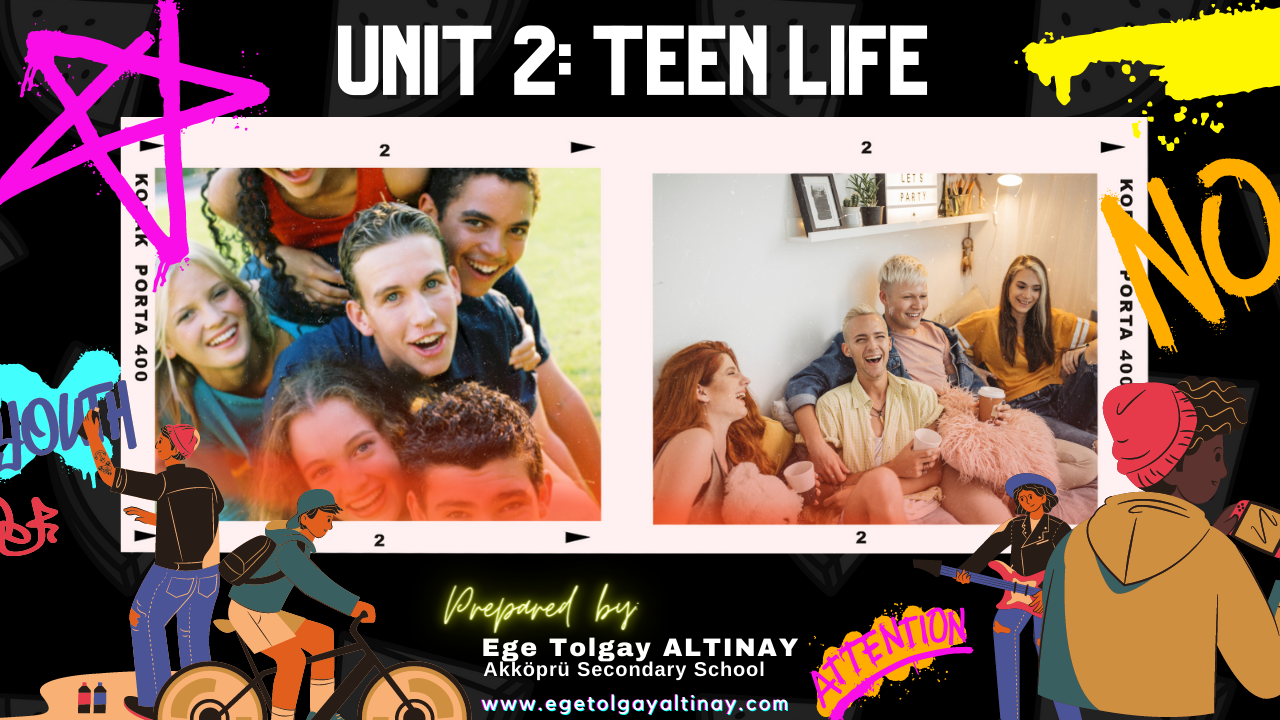 UNIT 2: TEEN LIFE
2
2
KODAK PORTA 400
PORTA 400
LET'S
PARTY
NO
YOUTH
2
2
Prepared by:
Ege Tolgay ALTINAY
Akköprü Secondary School
www.egetolgayaltinay.com
ATTENTION